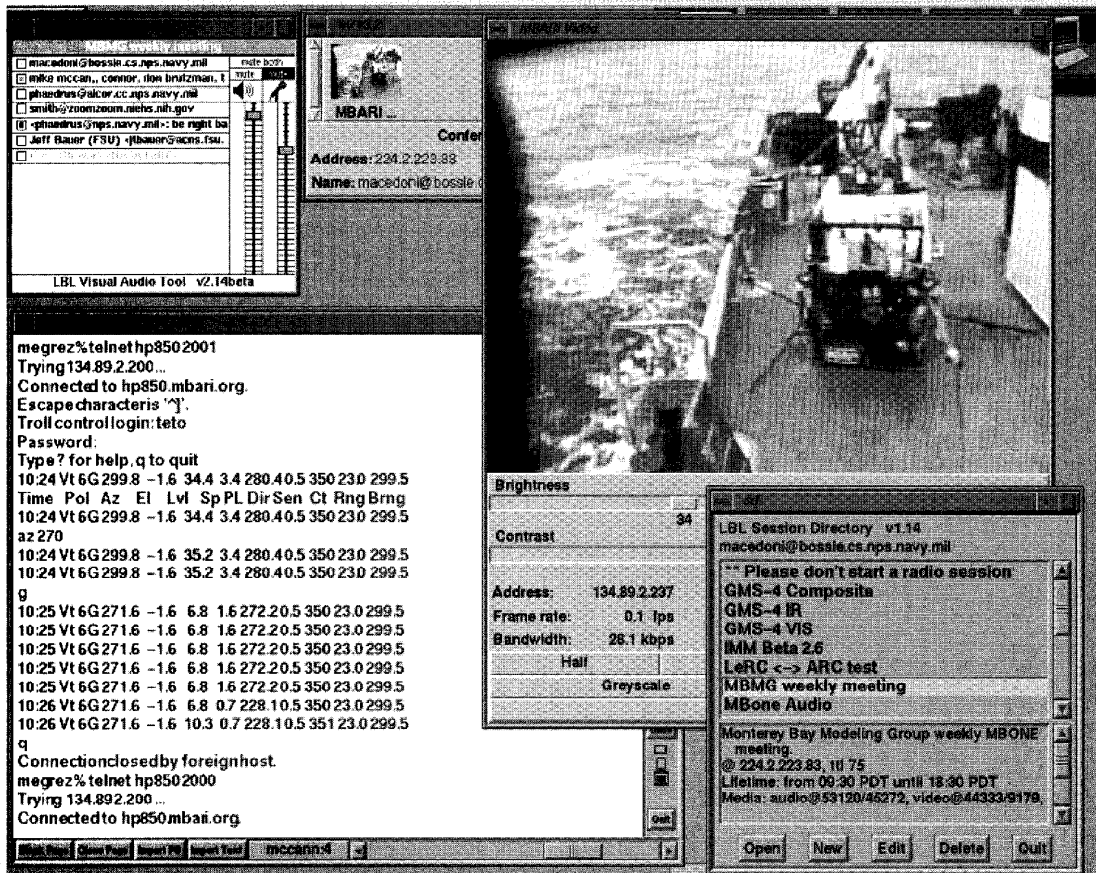 MBMG weekly meeting
macedoni@bossie.cs.nps.navy.mil
mike mccann, connor, don brutzman, t
phaedrus@alcor.cc.nps.navy.mil
smith@zoomzoom.niehs.nih.gov
<phaedrus@nps.navy.mil>: be right ba
Jeff Bauer (FSU) <jtbauer@acns.fsu.
mute both
mute
LBL Visual Audio Tool v2.14beta
MBARI ...
Confer
Address: 224.2.223.83
Name: macedoni@bossie.c
MBARI Video
megrez% telnet hp850 2001
Trying 134.89.2.200 ...
Connected to hp850.mbari.org.
Escape character is '^]'.
Troll control login: teto
Password:
Type ? for help, q to quit
10:24 Vt 6G 299.8 -1.6 34.4 3.4 280.4 0.5 350 23.0 299.5
Time Pol Az El Lvl Sp PL Dir Sen Ct Rng Brng
10:24 Vt 6G 299.8 -1.6 34.4 3.4 280.4 0.5 350 23.0 299.5
az 270
10:24 Vt 6G 299.8 -1.6 35.2 3.4 280.4 0.5 350 23.0 299.5
10:24 Vt 6G 299.8 -1.6 35.2 3.4 280.4 0.5 350 23.0 299.5
g
10:25 Vt 6G 271.6 -1.6 6.8 1.6 272.2 0.5 350 23.0 299.5
10:25 Vt 6G 271.6 -1.6 6.8 1.6 272.2 0.5 350 23.0 299.5
10:25 Vt 6G 271.6 -1.6 6.8 1.6 272.2 0.5 350 23.0 299.5
10:25 Vt 6G 271.6 -1.6 6.8 1.6 272.2 0.5 350 23.0 299.5
10:25 Vt 6G 271.6 -1.6 6.8 1.6 272.2 0.5 350 23.0 299.5
10:26 Vt 6G 271.6 -1.6 6.8 0.7 228.1 0.5 350 23.0 299.5
10:26 Vt 6G 271.6 -1.6 10.3 0.7 228.1 0.5 351 23.0 299.5
q
Connection closed by foreign host.
megrez% telnet hp850 2000
Trying 134.89 2.200 ...
Connected to hp850.mbari.org.
Quit
Clone Page
Import PS
Import Text
mccann:4
Brightness
34
Contrast
Address: 134.89.2.237
Frame rate: 0.1 fps
Bandwidth: 28.1 kbps
Half
Greyscale
sd
LBL Session Directory v1.14
macedoni@bossie.cs.nps.navy.mil
** Please don't start a radio session
GMS-4 Composite
GMS-4 IR
GMS-4 VIS
IMM Beta 2.6
LeRC <-> ARC test
MBMG weekly meeting
MBone Audio
Monterey Bay Modeling Group weekly MBONE
meeting.
@ 224.2.223.83, ttl 75
Lifetime: from 09:30 PDT until 18:30 PDT
Media: audio@53120/45272, video@44333/9179,
Open
New
Edit
Delete
Quit